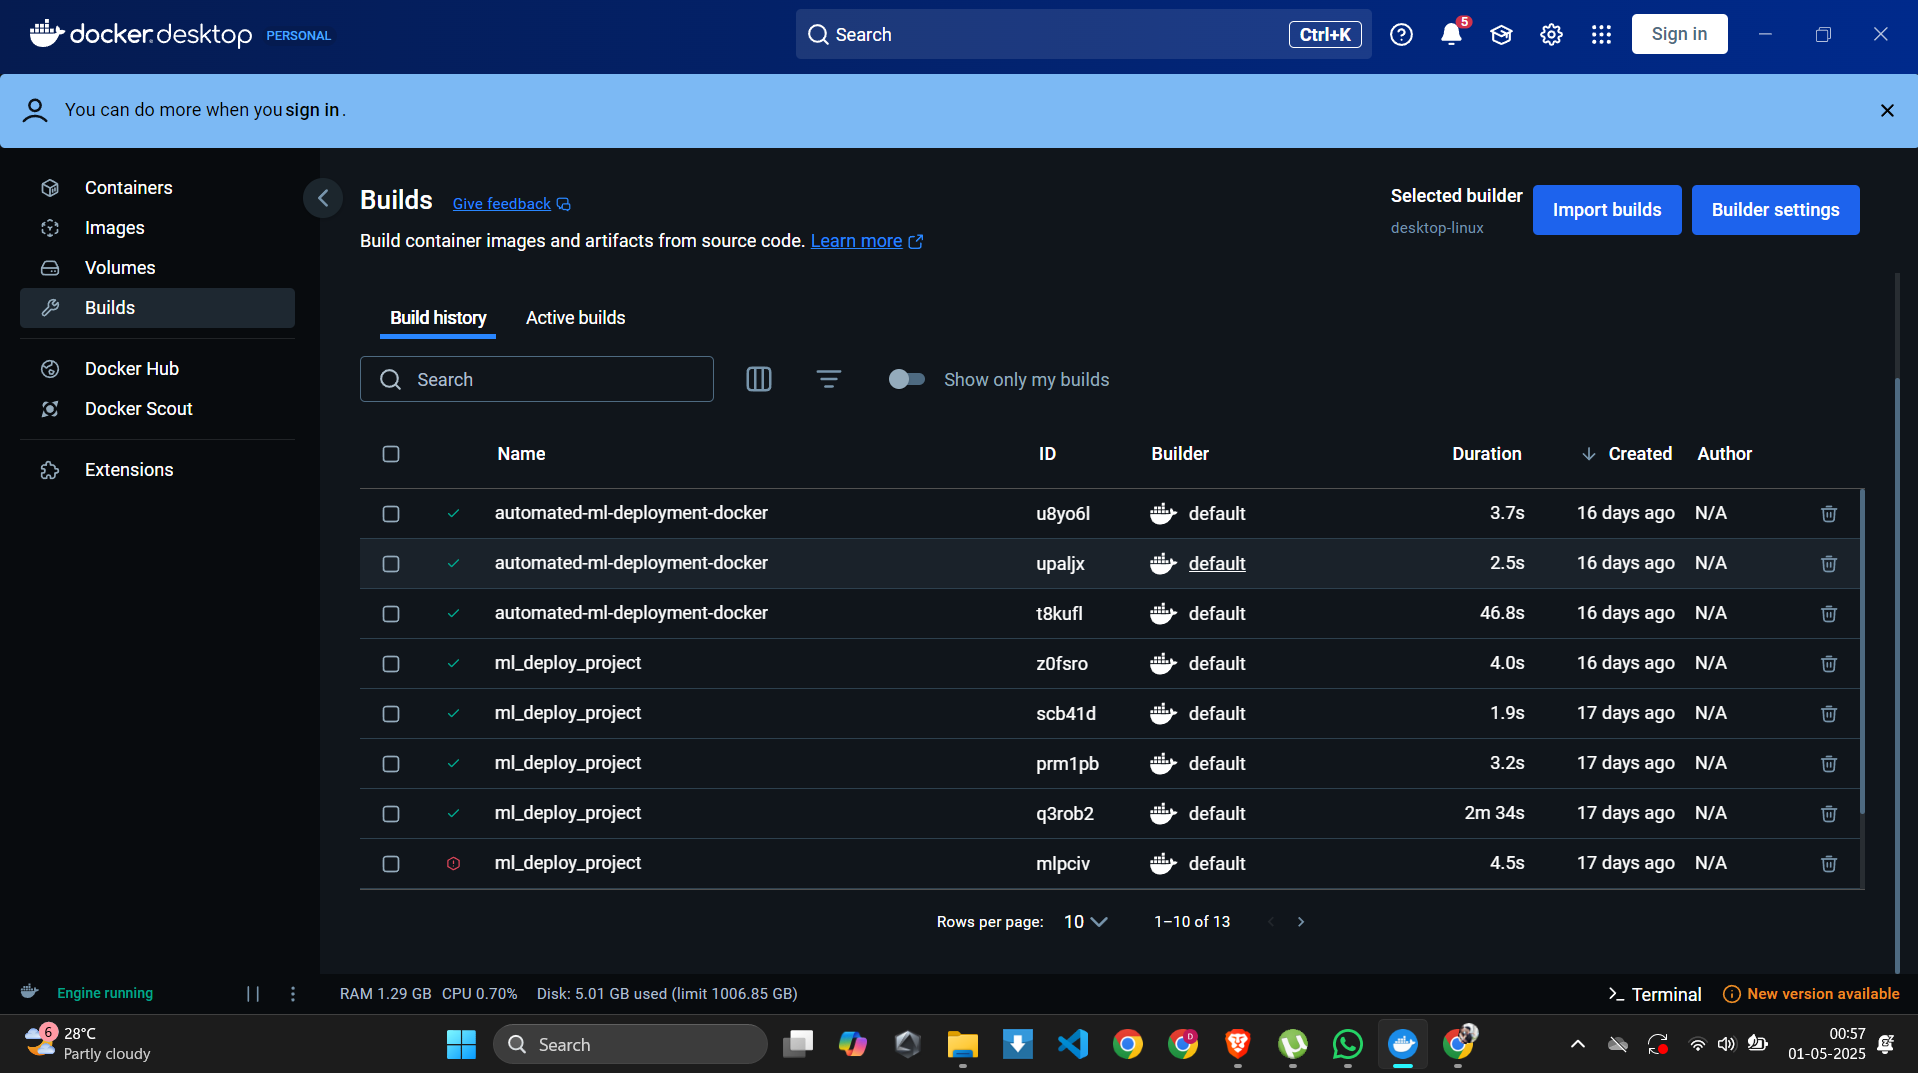 docker.desktop PERSONAL
Search
Ctrl+K
5
Sign in
You can do more when you sign in.
Containers
Images
Volumes
Builds
Docker Hub
Docker Scout
Extensions
Builds Give feedback
Build container images and artifacts from source code. Learn more
Selected builder
desktop-linux
Import builds
Builder settings
Build history Active builds
Search
Show only my builds
Name ID Builder Duration Created Author
automated-ml-deployment-docker u8yo6l default 3.7s 16 days ago N/A
automated-ml-deployment-docker upaljx default 2.5s 16 days ago N/A
automated-ml-deployment-docker t8kufl default 46.8s 16 days ago N/A
ml_deploy_project z0fsro default 4.0s 16 days ago N/A
ml_deploy_project scb41d default 1.9s 17 days ago N/A
ml_deploy_project prm1pb default 3.2s 17 days ago N/A
ml_deploy_project q3rob2 default 2m 34s 17 days ago N/A
ml_deploy_project mlpciv default 4.5s 17 days ago N/A
Rows per page: 10 1–10 of 13
Engine running
RAM 1.29 GB CPU 0.70% Disk: 5.01 GB used (limit 1006.85 GB)
>_ Terminal
New version available
6
28°C
Partly cloudy
Search
D
00:57
01-05-2025